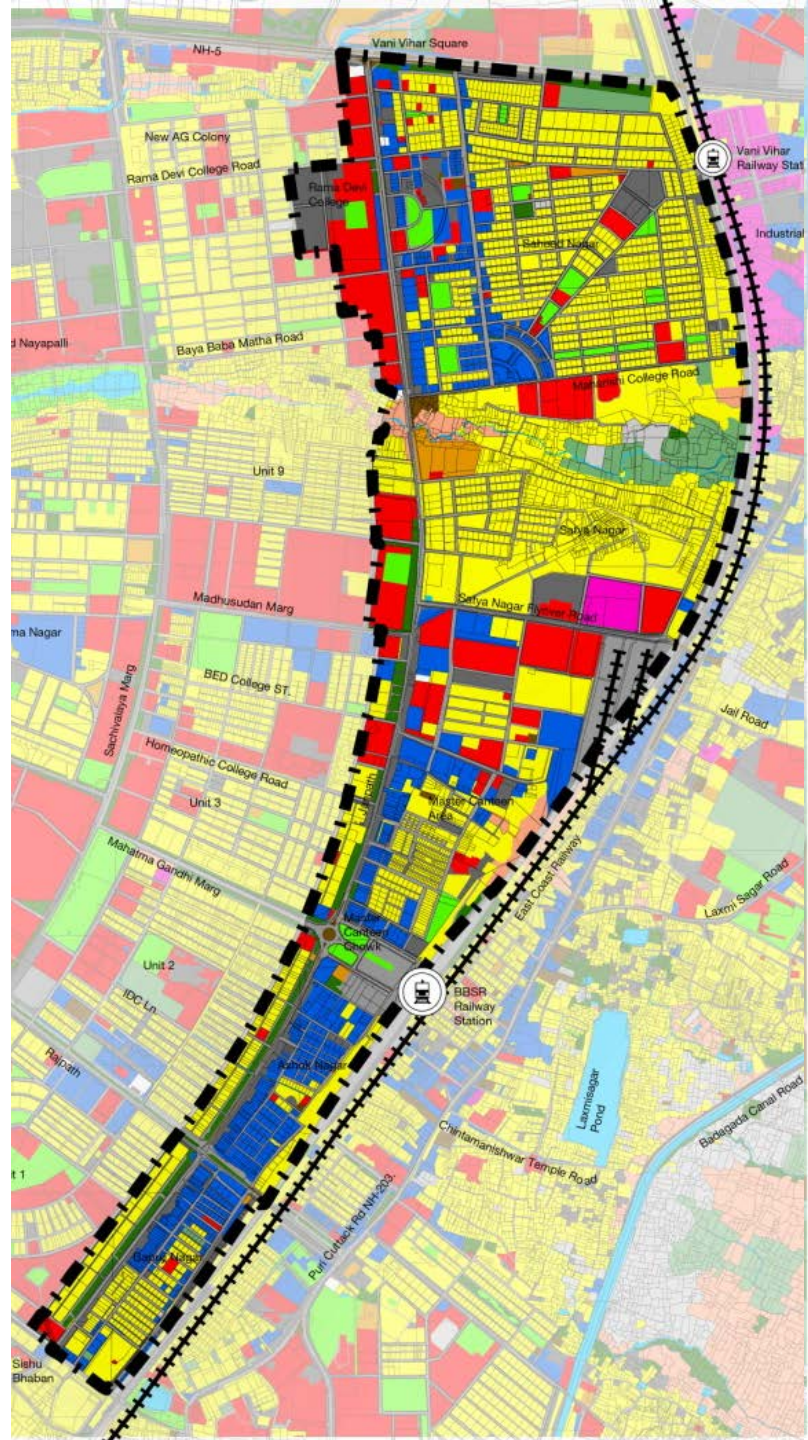 Vani Vihar Square
NH-5
New AG Colony
Rama Devi College Road
Vani Vihar
Railway Stat
Rama Devi
College
Industrial
Saheed Nagar
d Nayapalli
Baya Baba Matha Road
Maharshi College Road
Unit 9
Satya Nagar
Madhusudan Marg
Satya Nagar Flyover Road
ma Nagar
BED College ST.
Sachivalaya Marg
Jail Road
Homeopathic College Road
Unit 3
Janpath
Master Canteen
Area
Mahatma Gandhi Marg
East Coast Railway
Laxmi Sagar Road
Master
Canteen
Chowk
Unit 2
IDC Ln
BBSR
Railway
Station
Rajpath
Ashok Nagar
Laxmisagar
Pond
Badagada Canal Road
Chintamanishwar Temple Road
t 1
Puri Cuttack Rd NH-203.
Bapuji Nagar
Sishu
Bhaban